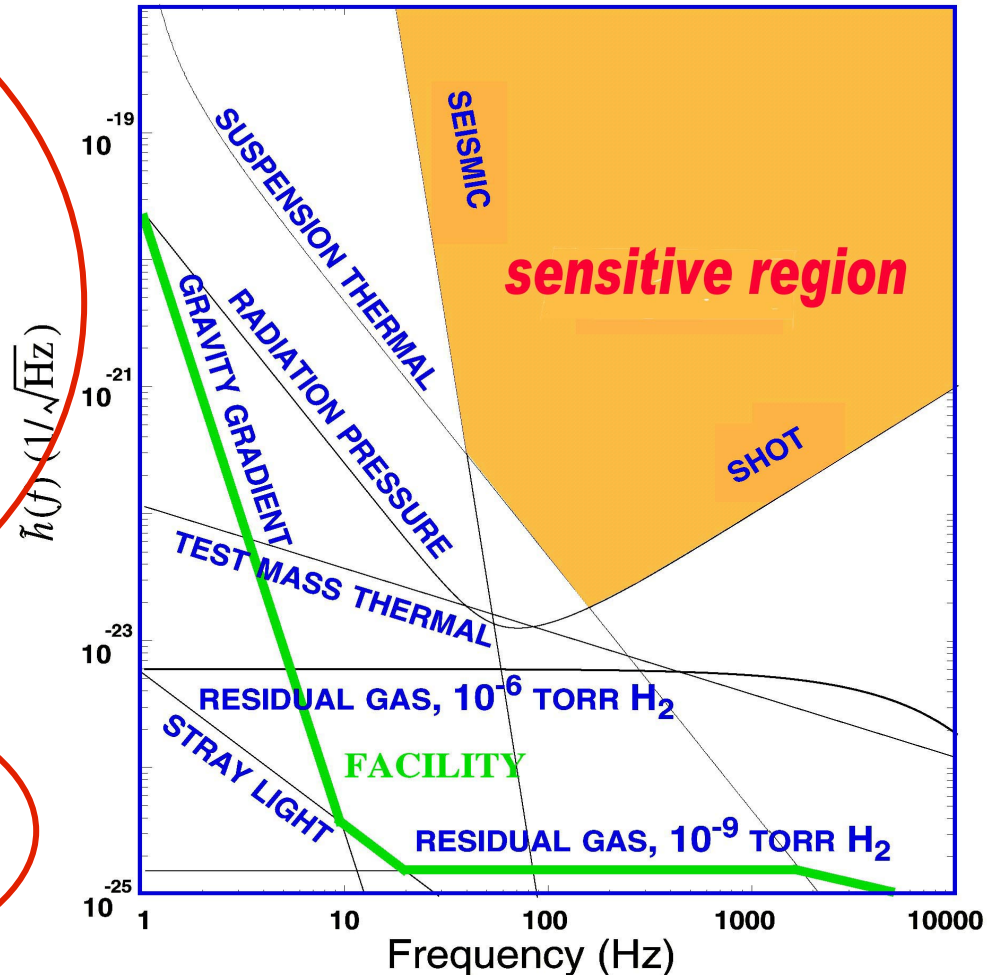 10^-19
10^-21
10^-23
10^-25
h̃(f) (1/√Hz)
SEISMIC
SUSPENSION THERMAL
sensitive region
GRAVITY GRADIENT
RADIATION PRESSURE
SHOT
TEST MASS THERMAL
RESIDUAL GAS, 10^-6 TORR H₂
STRAY LIGHT
FACILITY
RESIDUAL GAS, 10^-9 TORR H₂
1 10 100 1000 10000
Frequency (Hz)